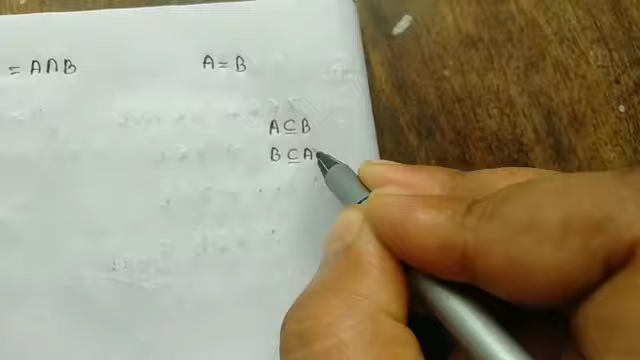 = A∩B A = B
A ⊆ B
B ⊆ A